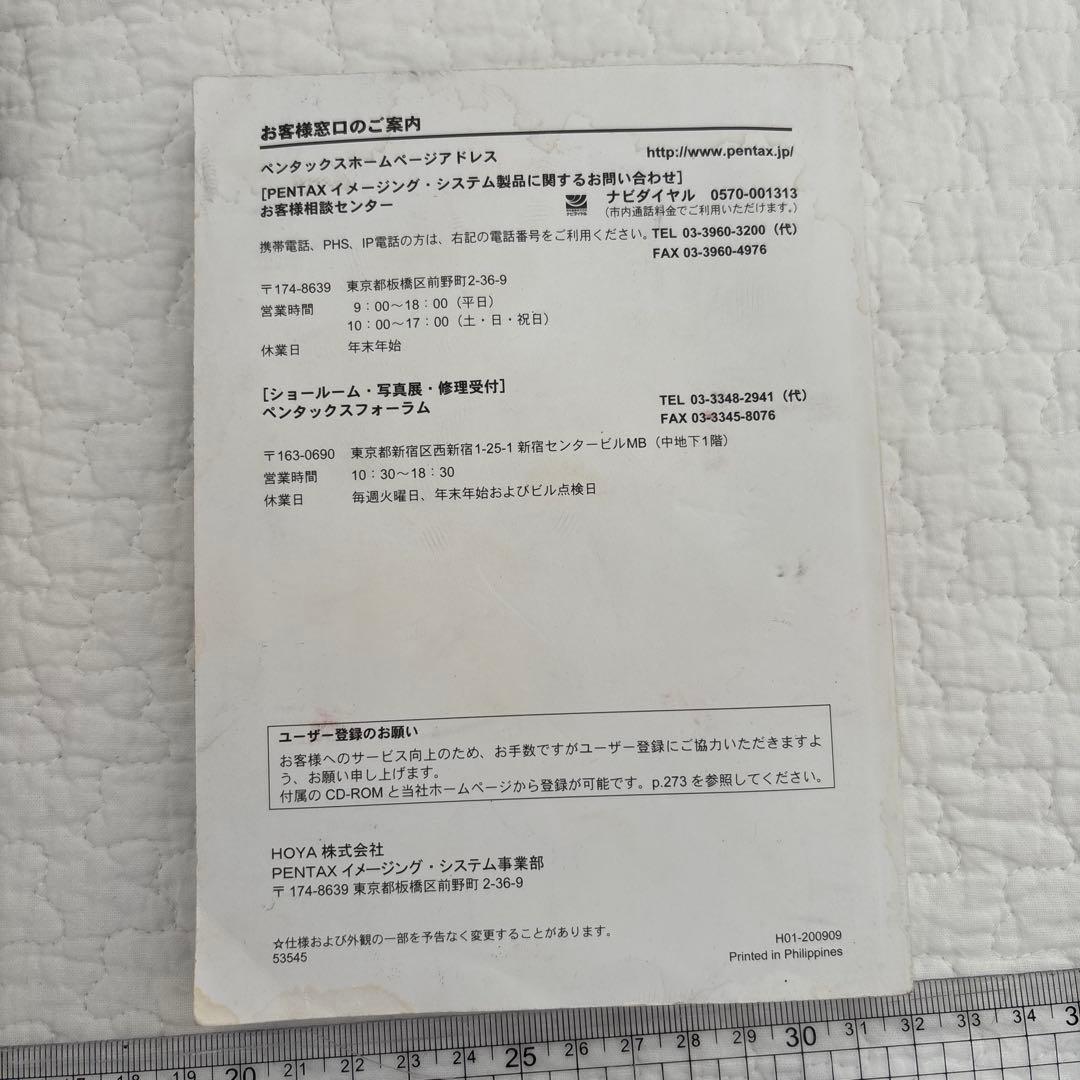 お客様窓口のご案内
ペンタックスホームページアドレス http://www.pentax.jp/
[PENTAX イメージング・システム製品に関するお問い合わせ]
お客様相談センター ナビダイヤル 0570-001313
（市内通話料金でご利用いただけます。）
携帯電話、PHS、IP電話の方は、右記の電話番号をご利用ください。 TEL 03-3960-3200（代）
FAX 03-3960-4976
〒174-8639 東京都板橋区前野町2-36-9
営業時間 9：00～18：00（平日）
10：00～17：00（土・日・祝日）
休業日 年末年始
[ショールーム・写真展・修理受付]
ペンタックスフォーラム TEL 03-3348-2941（代）
FAX 03-3345-8076
〒163-0690 東京都新宿区西新宿1-25-1 新宿センタービルMB（中地下1階）
営業時間 10：30～18：30
休業日 毎週火曜日、年末年始およびビル点検日
ユーザー登録のお願い
お客様へのサービス向上のため、お手数ですがユーザー登録にご協力いただきますよ
う、お願い申し上げます。
付属の CD-ROM と当社ホームページから登録が可能です。p.273 を参照してください。
HOYA 株式会社
PENTAX イメージング・システム事業部
〒174-8639 東京都板橋区前野町 2-36-9
☆仕様および外観の一部を予告なく変更することがあります。
53545 H01-200909
Printed in Philippines
18 19 20 21 22 23 24 25 26 27 28 29 30 31 32 33 34